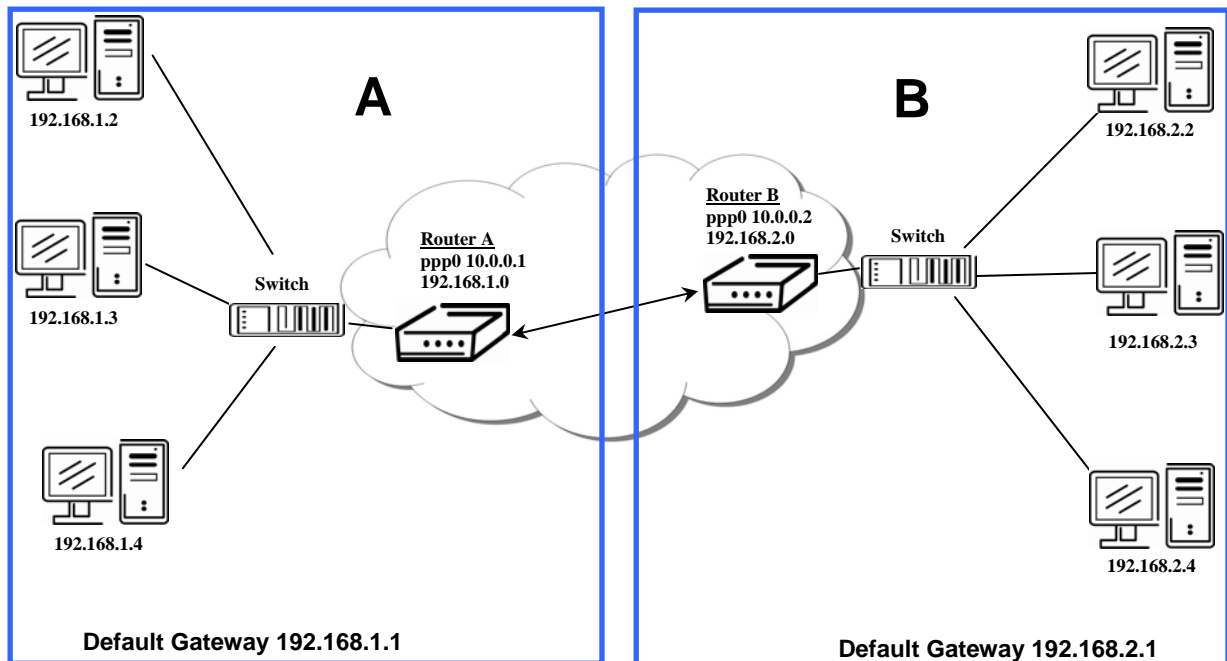 A
192.168.1.2
192.168.1.3
192.168.1.4
Switch
Router A
ppp0 10.0.0.1
192.168.1.0
Default Gateway 192.168.1.1
B
Router B
ppp0 10.0.0.2
192.168.2.0
Switch
192.168.2.2
192.168.2.3
192.168.2.4
Default Gateway 192.168.2.1